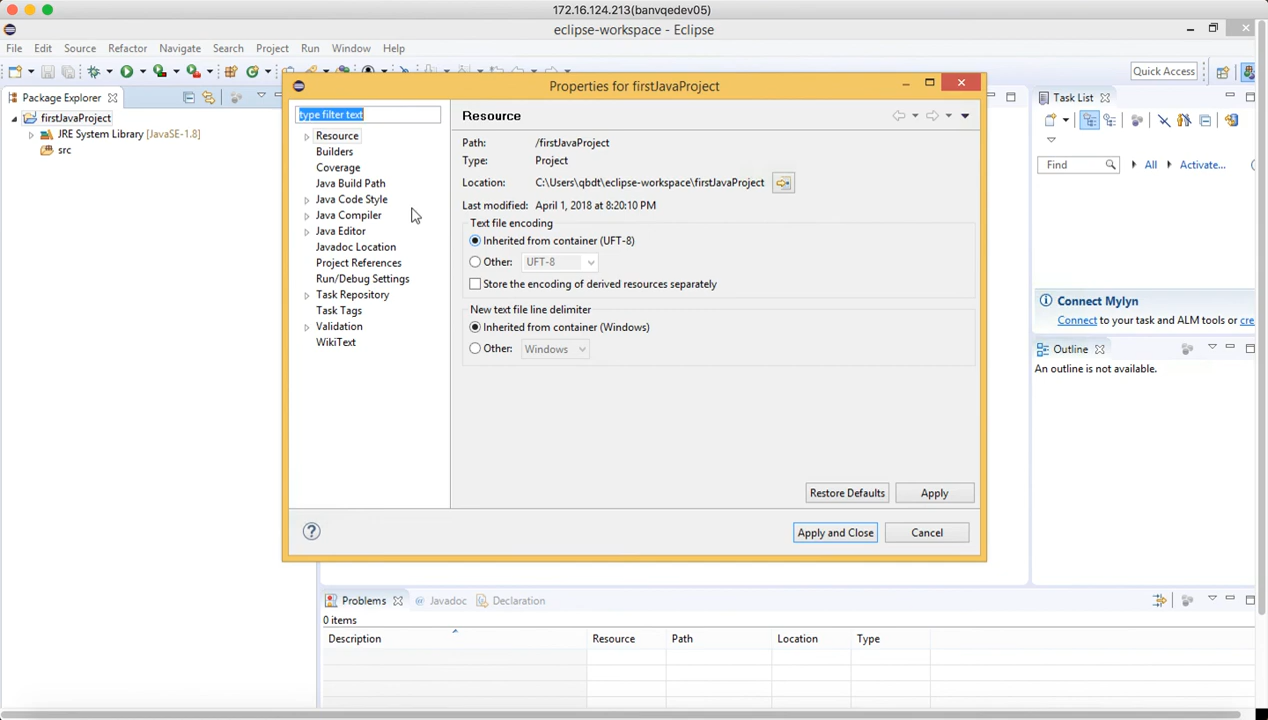 172.16.124.213(banvqedev05)
eclipse-workspace - Eclipse
File Edit Source Refactor Navigate Search Project Run Window Help
Quick Access
Package Explorer
firstJavaProject
JRE System Library [JavaSE-1.8]
src
Properties for firstJavaProject
type filter text
Resource
Builders
Coverage
Java Build Path
Java Code Style
Java Compiler
Java Editor
Javadoc Location
Project References
Run/Debug Settings
Task Repository
Task Tags
Validation
WikiText
Resource
Path: /firstJavaProject
Type: Project
Location: C:\Users\qbdt\eclipse-workspace\firstJavaProject
Last modified: April 1, 2018 at 8:20:10 PM
Text file encoding
Inherited from container (UFT-8)
Other: UFT-8
Store the encoding of derived resources separately
New text file line delimiter
Inherited from container (Windows)
Other: Windows
Restore Defaults Apply
Apply and Close Cancel
Task List
Find All Activate...
Connect Mylyn
Connect to your task and ALM tools or cre
Outline
An outline is not available.
Problems Javadoc Declaration
0 items
Description Resource Path Location Type